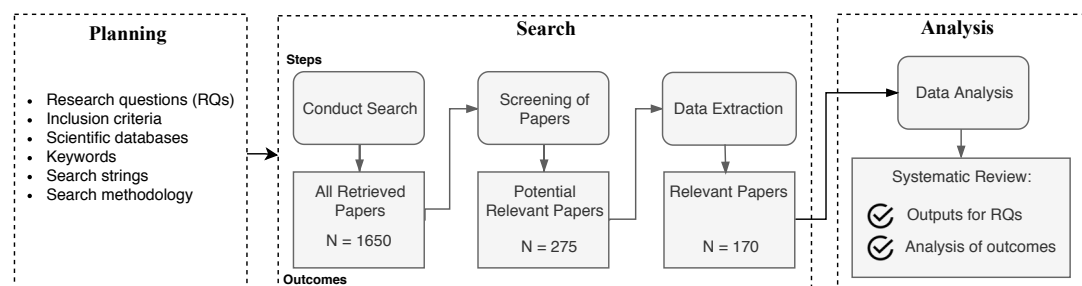 Planning
• Research questions (RQs)
• Inclusion criteria
• Scientific databases
• Keywords
• Search strings
• Search methodology
Search
Steps
Conduct Search
All Retrieved
Papers
N = 1650
Screening of
Papers
Potential
Relevant Papers
N = 275
Data Extraction
Relevant Papers
N = 170
Outcomes
Analysis
Data Analysis
Systematic Review:
Outputs for RQs
Analysis of outcomes